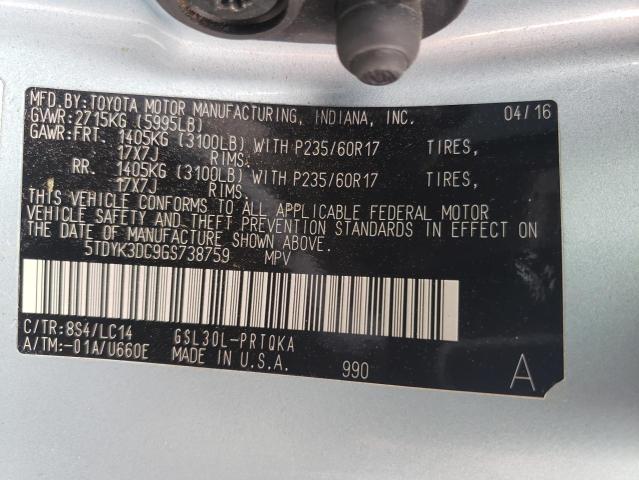 MFD. BY: TOYOTA MOTOR MANUFACTURING, INDIANA, INC. 04/16
GVWR: 2715KG (5995LB)
GAWR: FRT. 1405KG (3100LB) WITH P235/60R17 TIRES,
17X7J RIMS.
RR. 1405KG (3100LB) WITH P235/60R17 TIRES,
17X7J RIMS.
THIS VEHICLE CONFORMS TO ALL APPLICABLE FEDERAL MOTOR
VEHICLE SAFETY AND THEFT PREVENTION STANDARDS IN EFFECT ON
THE DATE OF MANUFACTURE SHOWN ABOVE.
5TDYK3DC9GS738759 MPV
C/TR: 8S4/LC14 GSL30L-PRTQKA
A/TM: -01A/U660E MADE IN U.S.A. 990 A